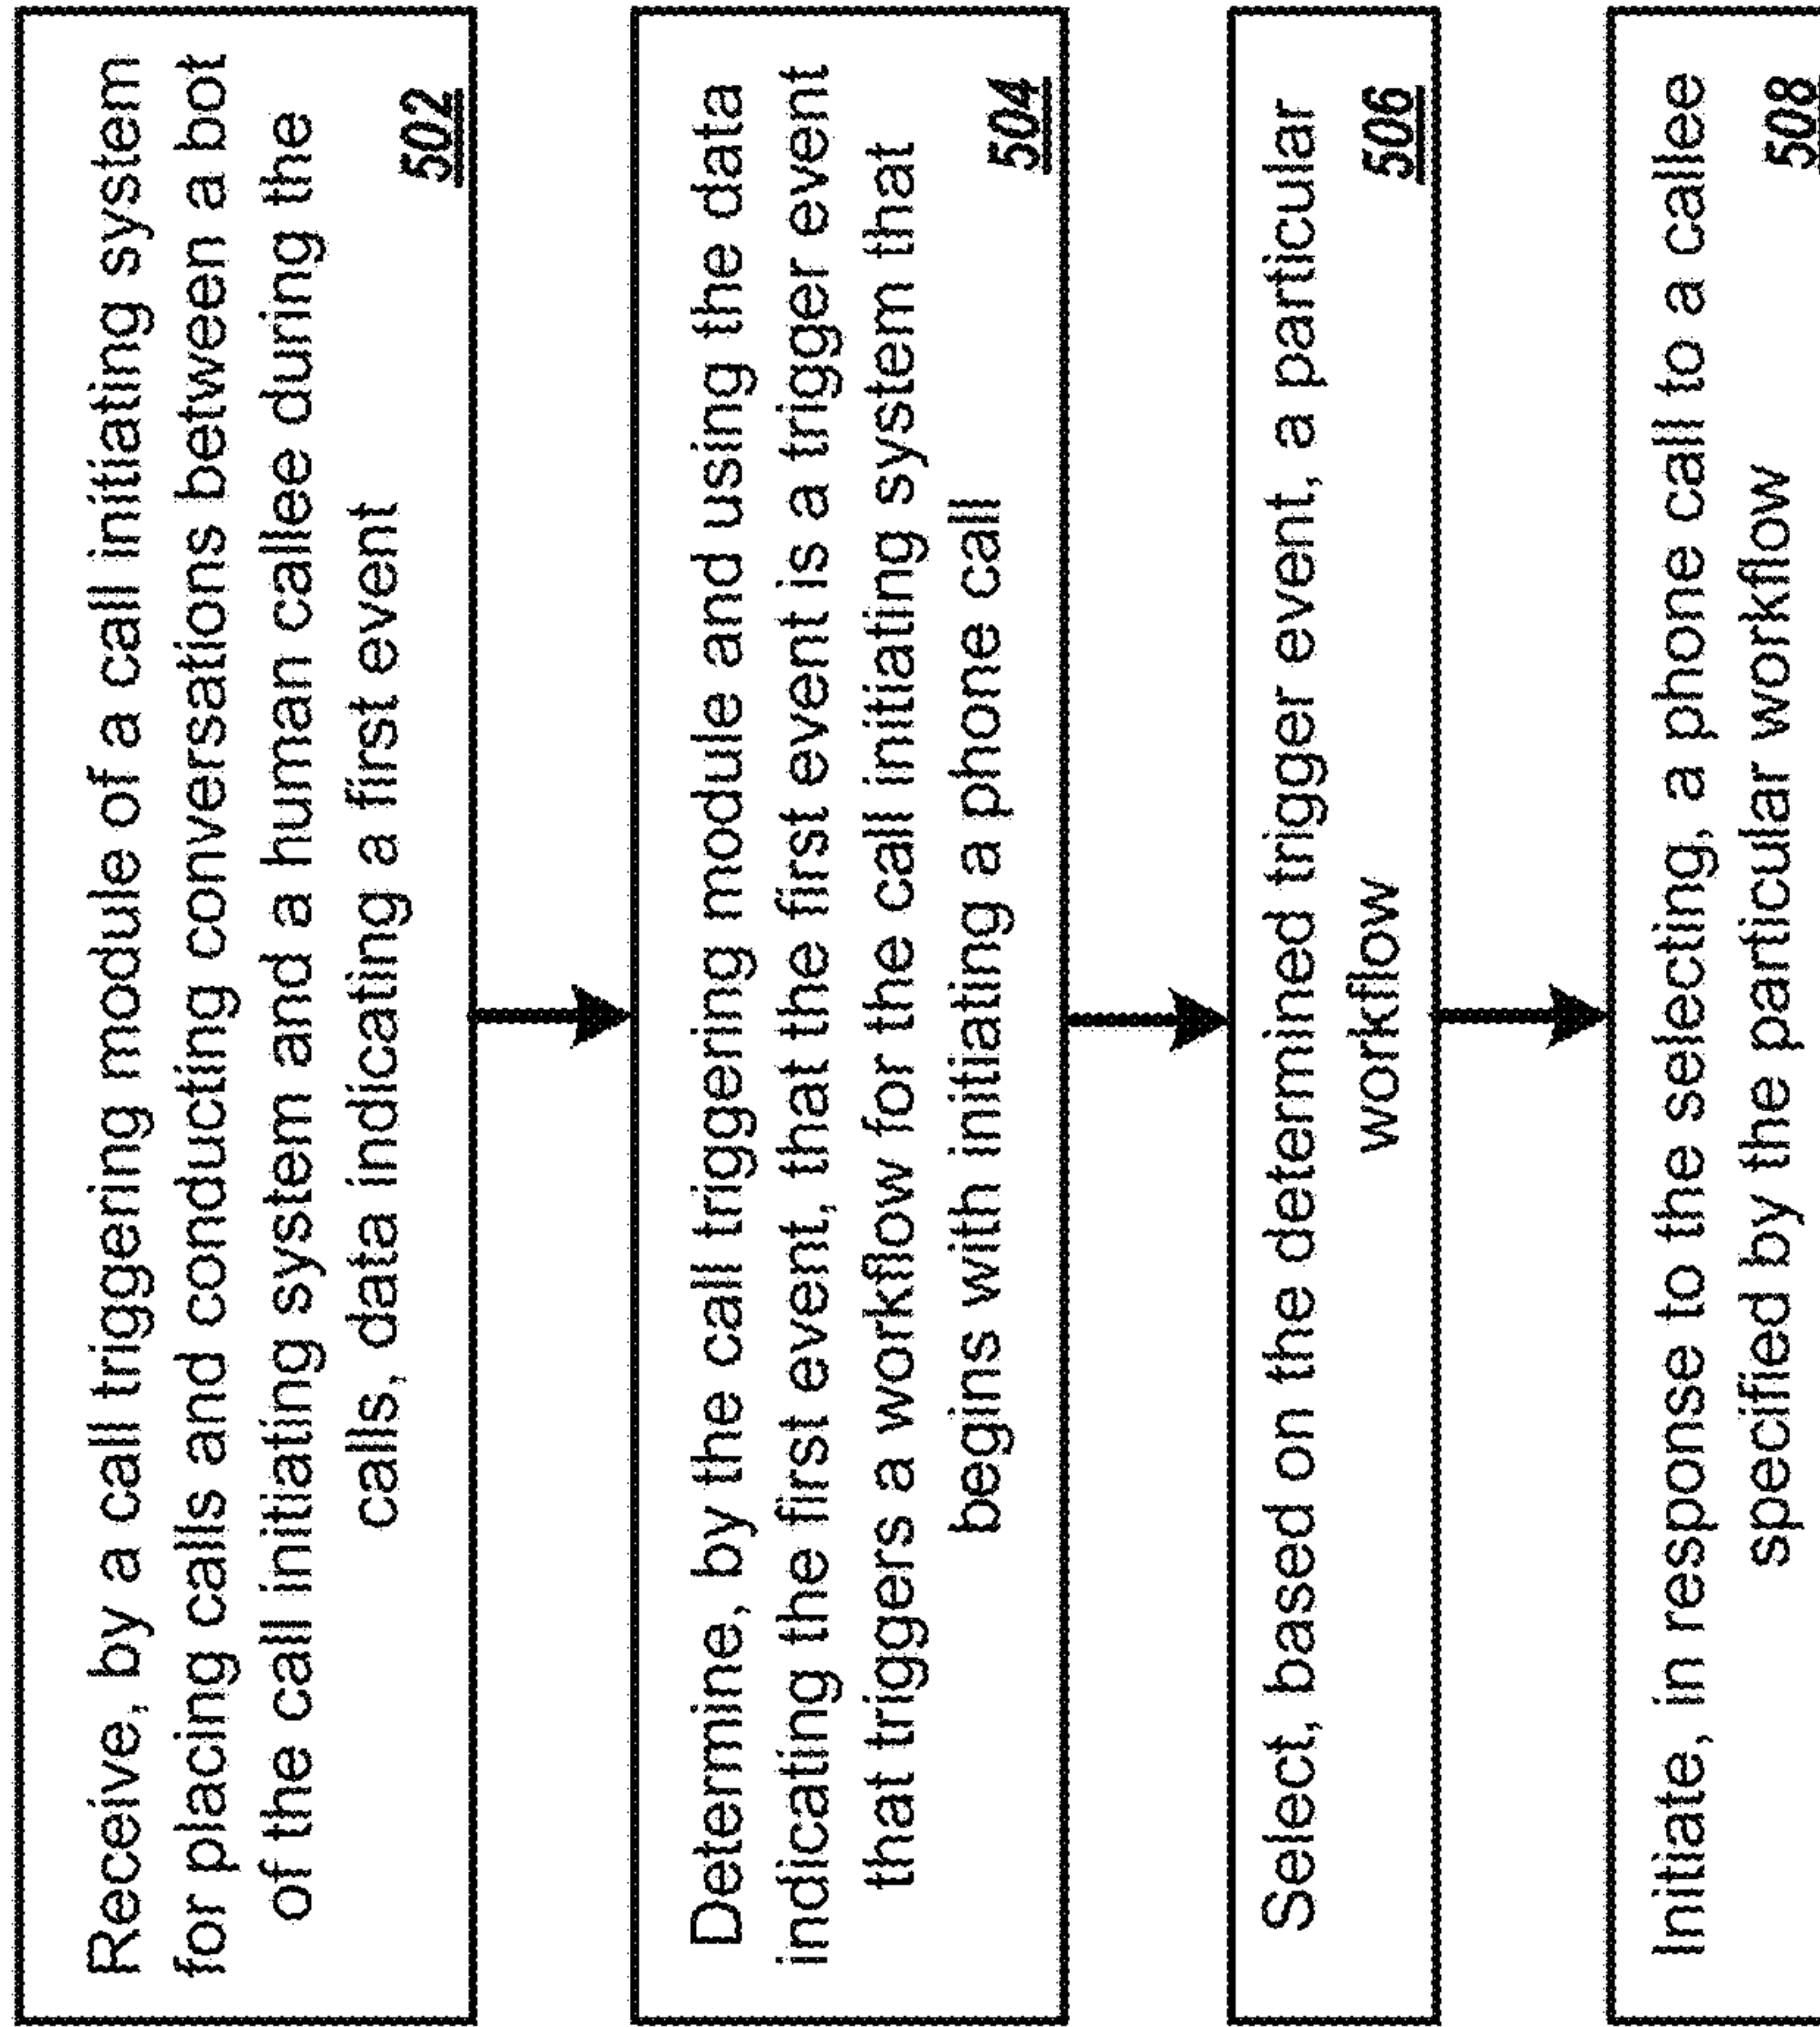 Receive, by a call triggering module of a call initiating system
for placing calls and conducting conversations between a bot
of the call initiating system and a human callee during the
calls, data indicating a first event
502
Determine, by the call triggering module and using the data
indicating the first event, that the first event is a trigger event
that triggers a workflow for the call initiating system that
begins with initiating a phone call
504
Select, based on the determined trigger event, a particular
workflow
506
Initiate, in response to the selecting, a phone call to a callee
specified by the particular workflow
508